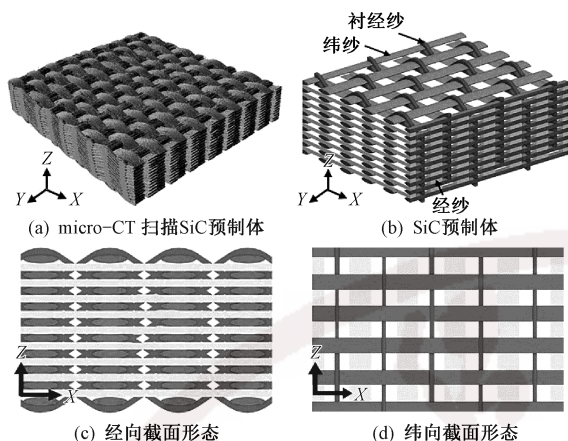 衬经纱
纬纱
Z
Y
X
Z
Y
X
经纱
(a) micro-CT 扫描SiC预制体
(b) SiC预制体
Z
X
Z
X
(c) 经向截面形态
(d) 纬向截面形态